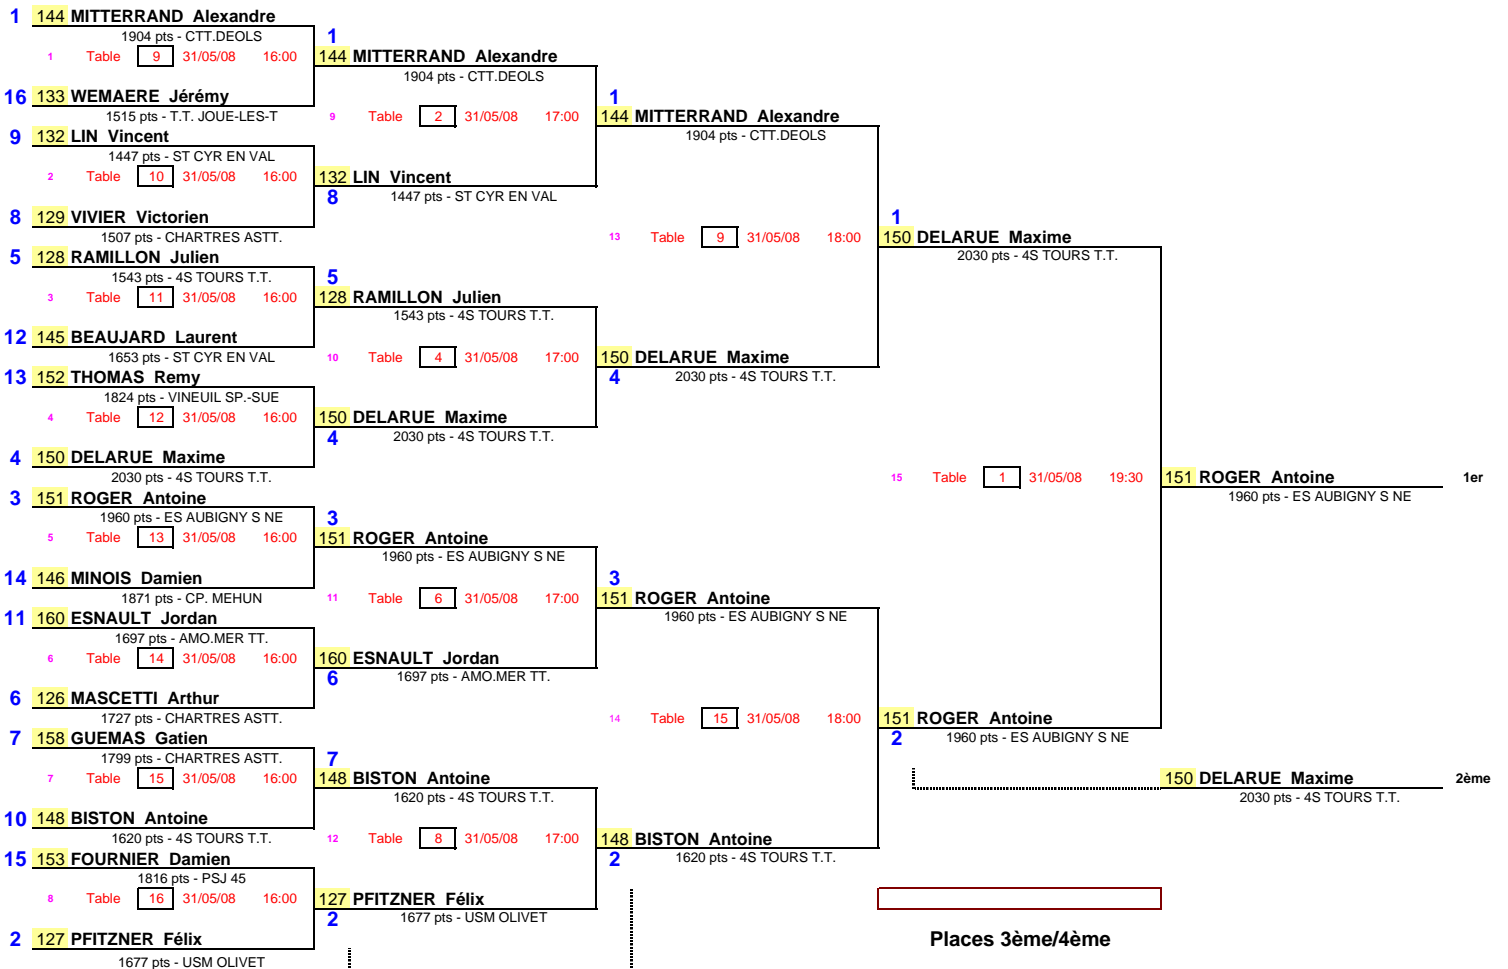 1 144 MITTERRAND Alexandre
1904 pts - CTT.DEOLS
1 Table 9 31/05/08 16:00
16 133 WEMAERE Jérémy
1515 pts - T.T. JOUE-LES-T
9 132 LIN Vincent
1447 pts - ST CYR EN VAL
2 Table 10 31/05/08 16:00
8 129 VIVIER Victorien
1507 pts - CHARTRES ASTT.
5 128 RAMILLON Julien
1543 pts - 4S TOURS T.T.
3 Table 11 31/05/08 16:00
12 145 BEAUJARD Laurent
1653 pts - ST CYR EN VAL
13 152 THOMAS Remy
1824 pts - VINEUIL SP.-SUE
4 Table 12 31/05/08 16:00
4 150 DELARUE Maxime
2030 pts - 4S TOURS T.T.
3 151 ROGER Antoine
1960 pts - ES AUBIGNY S NE
5 Table 13 31/05/08 16:00
14 146 MINOIS Damien
1871 pts - CP. MEHUN
11 160 ESNAULT Jordan
1697 pts - AMO.MER TT.
6 Table 14 31/05/08 16:00
6 126 MASCETTI Arthur
1727 pts - CHARTRES ASTT.
7 158 GUEMAS Gatien
1799 pts - CHARTRES ASTT.
7 Table 15 31/05/08 16:00
10 148 BISTON Antoine
1620 pts - 4S TOURS T.T.
15 153 FOURNIER Damien
1816 pts - PSJ 45
8 Table 16 31/05/08 16:00
2 127 PFITZNER Félix
1677 pts - USM OLIVET
1
144 MITTERRAND Alexandre
1904 pts - CTT.DEOLS
9 Table 2 31/05/08 17:00
132 LIN Vincent
8 1447 pts - ST CYR EN VAL
5
128 RAMILLON Julien
1543 pts - 4S TOURS T.T.
10 Table 4 31/05/08 17:00
150 DELARUE Maxime
4 2030 pts - 4S TOURS T.T.
3
151 ROGER Antoine
1960 pts - ES AUBIGNY S NE
11 Table 6 31/05/08 17:00
160 ESNAULT Jordan
6 1697 pts - AMO.MER TT.
7
148 BISTON Antoine
1620 pts - 4S TOURS T.T.
12 Table 8 31/05/08 17:00
127 PFITZNER Félix
2 1677 pts - USM OLIVET
1
144 MITTERRAND Alexandre
1904 pts - CTT.DEOLS
13 Table 9 31/05/08 18:00
150 DELARUE Maxime
4 2030 pts - 4S TOURS T.T.
3
151 ROGER Antoine
1960 pts - ES AUBIGNY S NE
14 Table 15 31/05/08 18:00
148 BISTON Antoine
2 1620 pts - 4S TOURS T.T.
1
150 DELARUE Maxime
2030 pts - 4S TOURS T.T.
15 Table 1 31/05/08 19:30
151 ROGER Antoine
2 1960 pts - ES AUBIGNY S NE
151 ROGER Antoine 1er
1960 pts - ES AUBIGNY S NE
150 DELARUE Maxime 2ème
2030 pts - 4S TOURS T.T.
Places 3ème/4ème